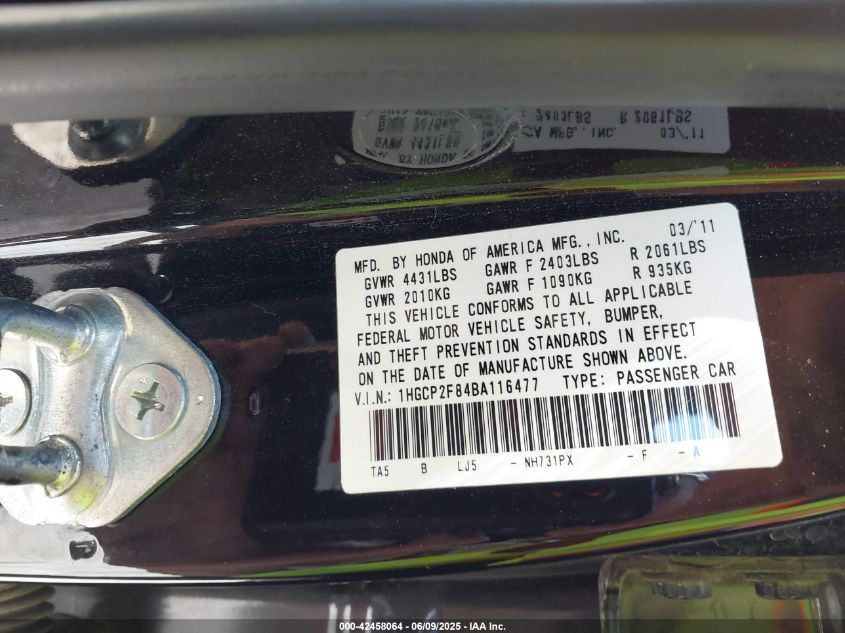 MFD. BY HONDA OF AMERICA MFG., INC. 03/'11
GVWR 4431LBS GAWR F 2403LBS R 2061LBS
GVWR 2010KG GAWR F 1090KG R 935KG
THIS VEHICLE CONFORMS TO ALL APPLICABLE
FEDERAL MOTOR VEHICLE SAFETY, BUMPER,
AND THEFT PREVENTION STANDARDS IN EFFECT
ON THE DATE OF MANUFACTURE SHOWN ABOVE.
V.I.N.: 1HGCP2F84BA116477 TYPE: PASSENGER CAR
TA5 B LJ5 - NH731PX - F - A
000-42458064 - 06/09/2025 - IAA Inc.